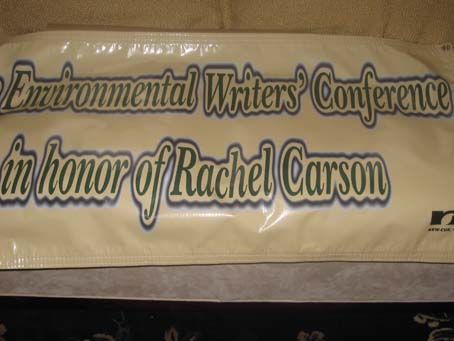 Environmental Writers' Conference
in honor of Rachel Carson